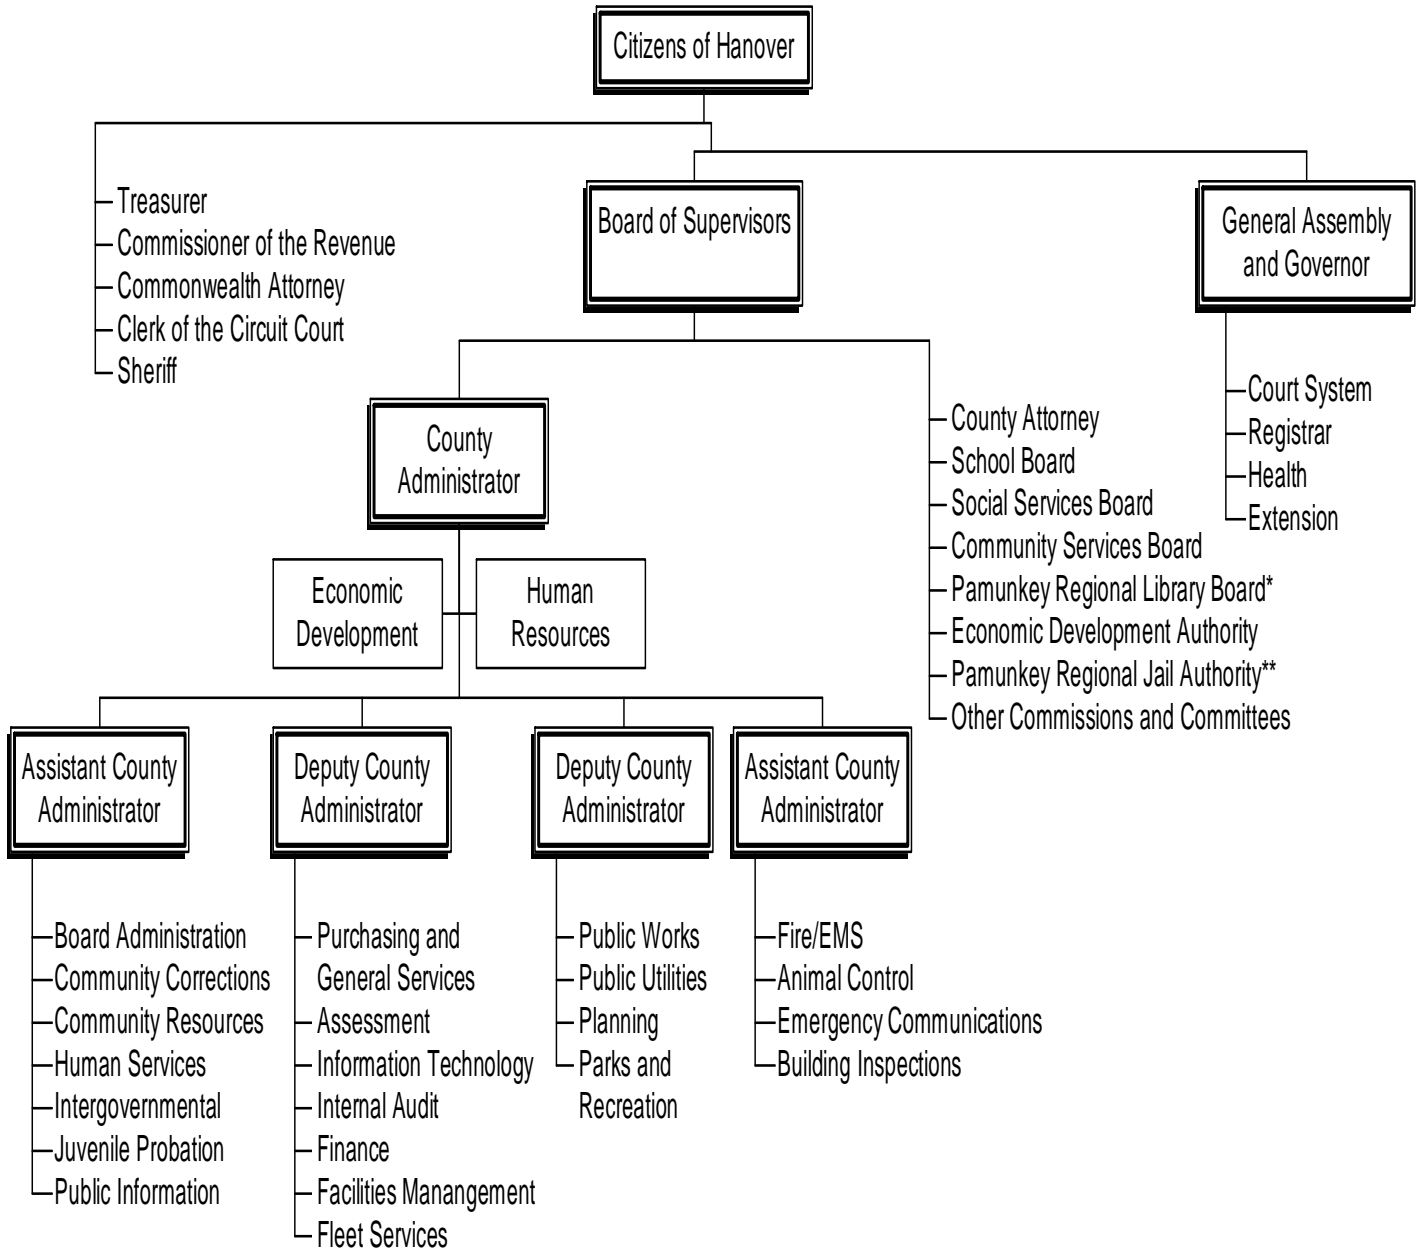 Citizens of Hanover
Treasurer
Commissioner of the Revenue
Commonwealth Attorney
Clerk of the Circuit Court
Sheriff
Board of Supervisors
General Assembly
and Governor
Court System
Registrar
Health
Extension
County
Administrator
County Attorney
School Board
Social Services Board
Community Services Board
Pamunkey Regional Library Board*
Economic Development Authority
Pamunkey Regional Jail Authority**
Other Commissions and Committees
Economic
Development
Human
Resources
Assistant County
Administrator
Board Administration
Community Corrections
Community Resources
Human Services
Intergovernmental
Juvenile Probation
Public Information
Deputy County
Administrator
Purchasing and
General Services
Assessment
Information Technology
Internal Audit
Finance
Facilities Manangement
Fleet Services
Deputy County
Administrator
Public Works
Public Utilities
Planning
Parks and
Recreation
Assistant County
Administrator
Fire/EMS
Animal Control
Emergency Communications
Building Inspections